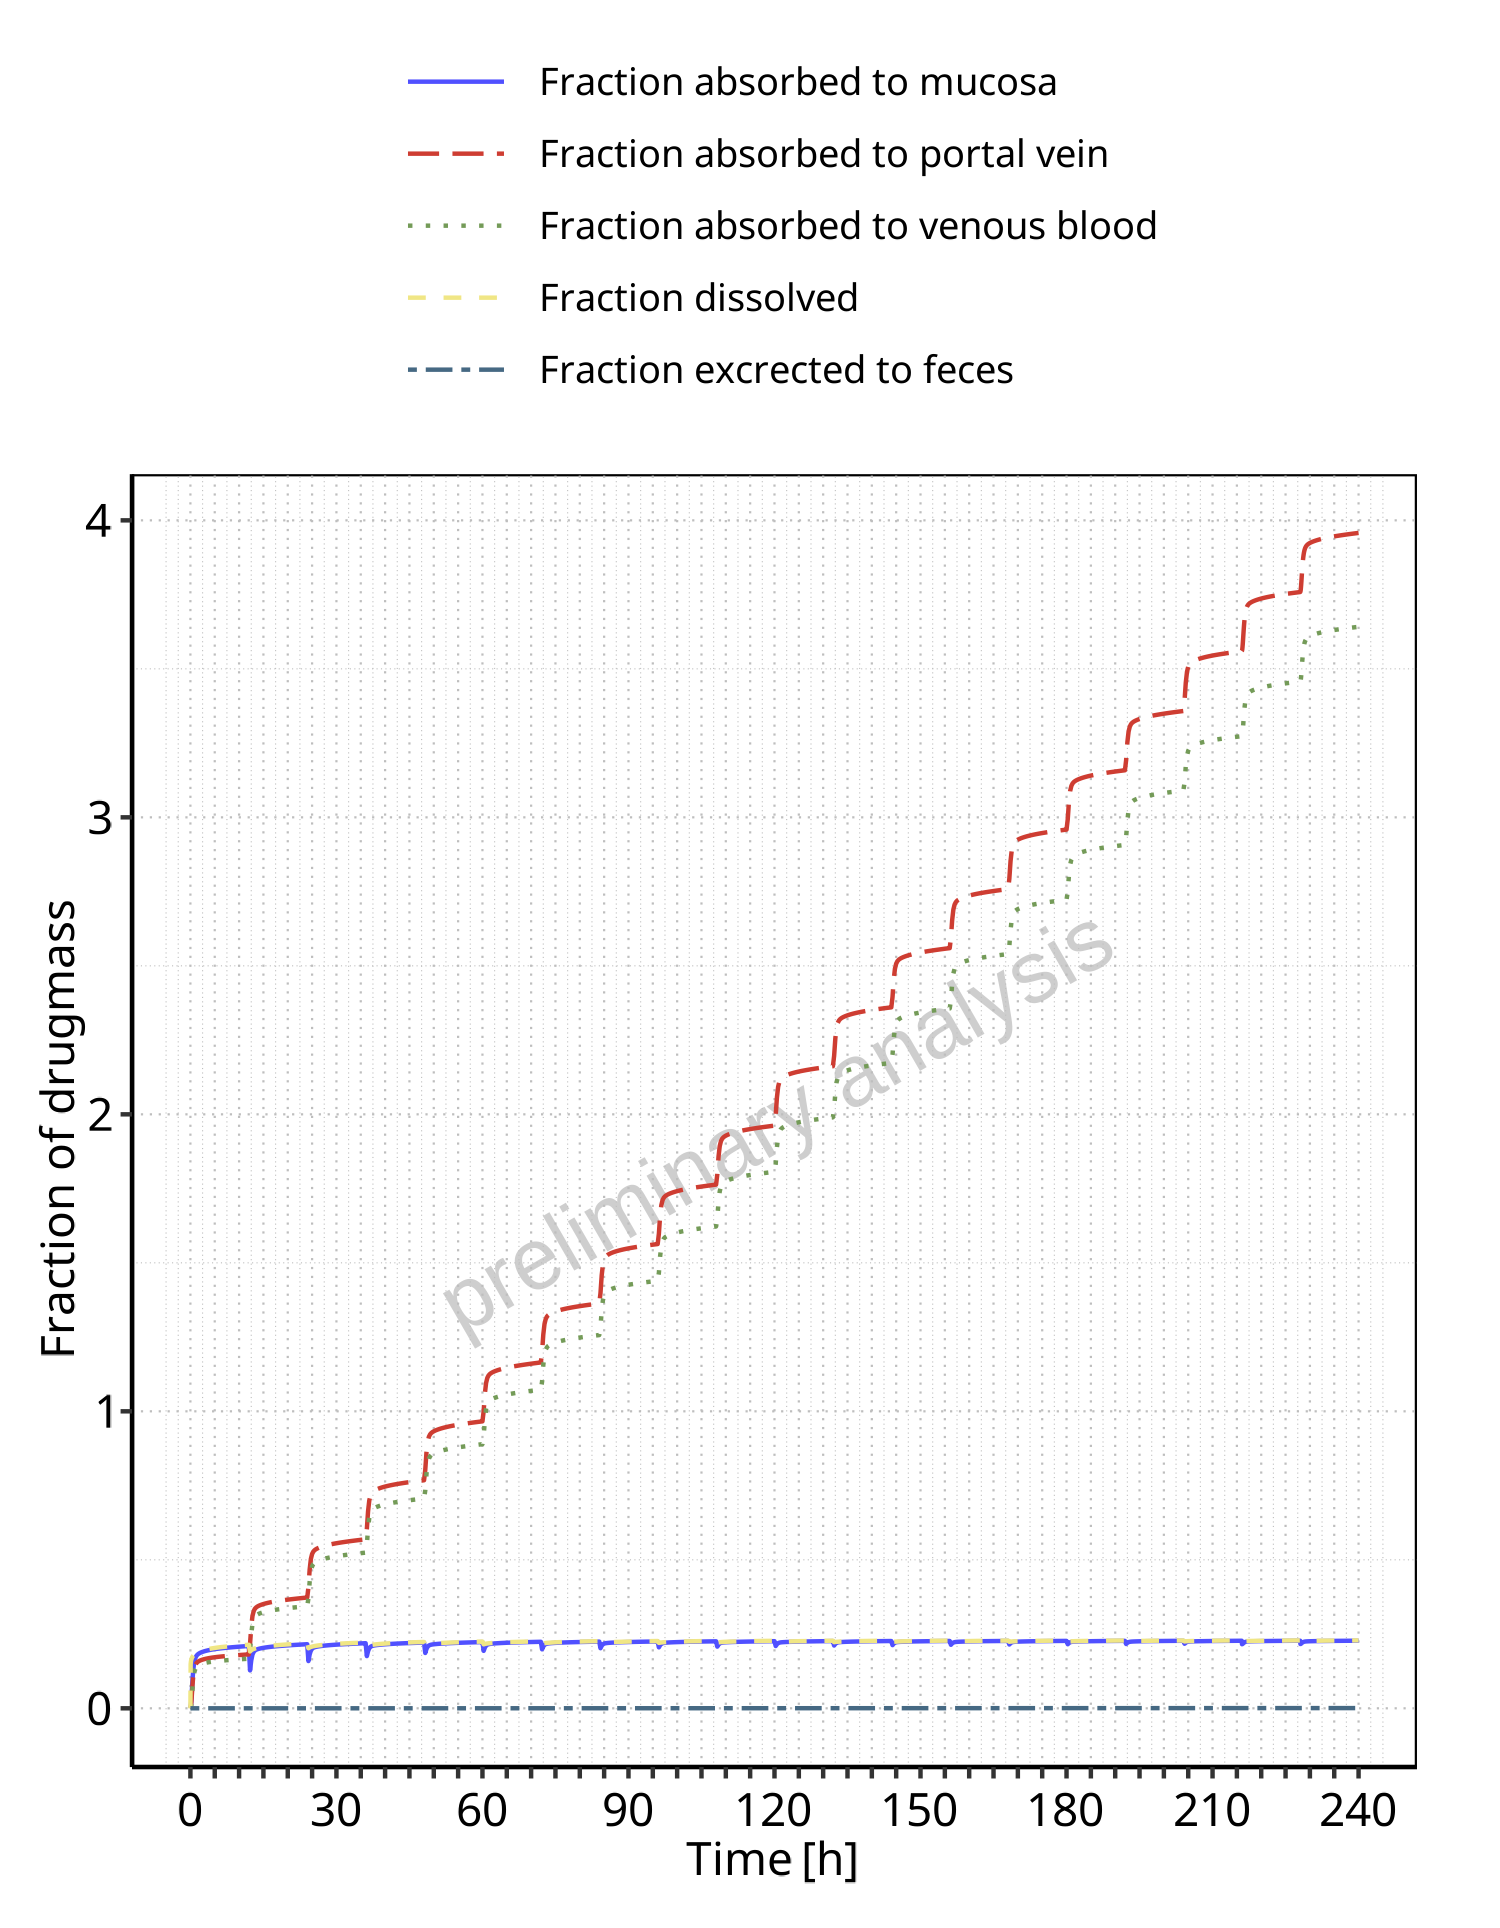 Fraction absorbed to mucosa
Fraction absorbed to portal vein
Fraction absorbed to venous blood
Fraction dissolved
Fraction excrected to feces
4
3
2
1
0
Fraction of drugmass
preliminary analysis
0 30 60 90 120 150 180 210 240
Time [h]